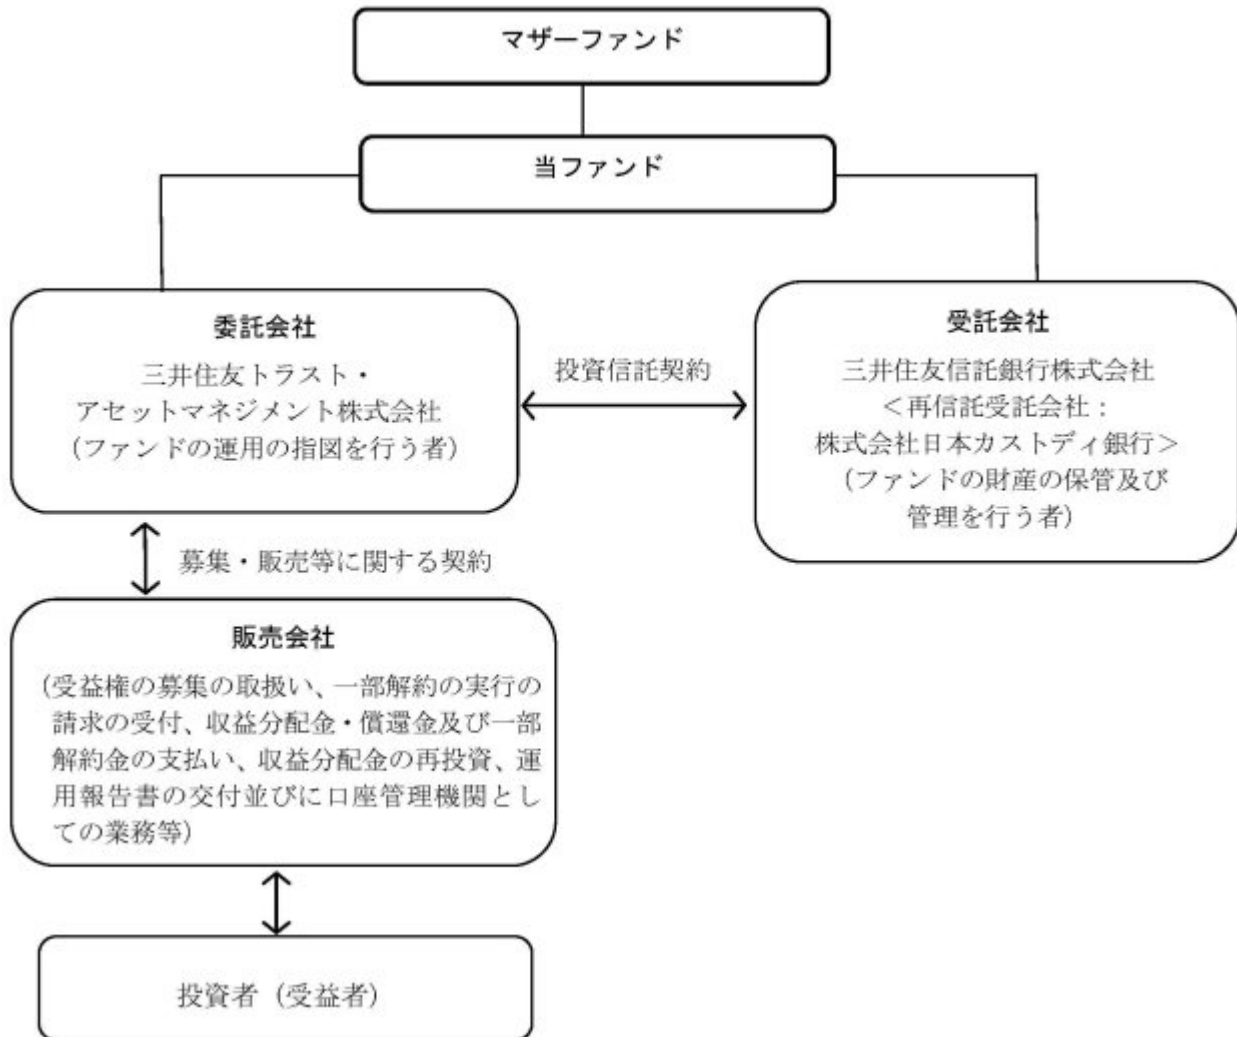 マザーファンド
当ファンド
委託会社
三井住友トラスト・
アセットマネジメント株式会社
（ファンドの運用の指図を行う者）
投資信託契約
受託会社
三井住友信託銀行株式会社
＜再信託受託会社：
株式会社日本カストディ銀行＞
（ファンドの財産の保管及び
管理を行う者）
募集・販売等に関する契約
販売会社
（受益権の募集の取扱い、一部解約の実行の
請求の受付、収益分配金・償還金及び一部
解約金の支払い、収益分配金の再投資、運
用報告書の交付並びに口座管理機関とし
ての業務等）
投資者（受益者）